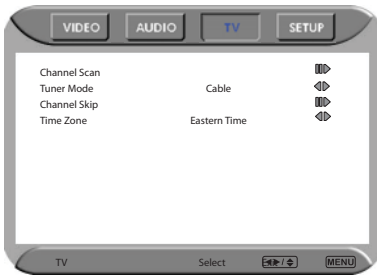 VIDEO AUDIO TV SETUP
Channel Scan
Tuner Mode Cable
Channel Skip
Time Zone Eastern Time
TV Select MENU